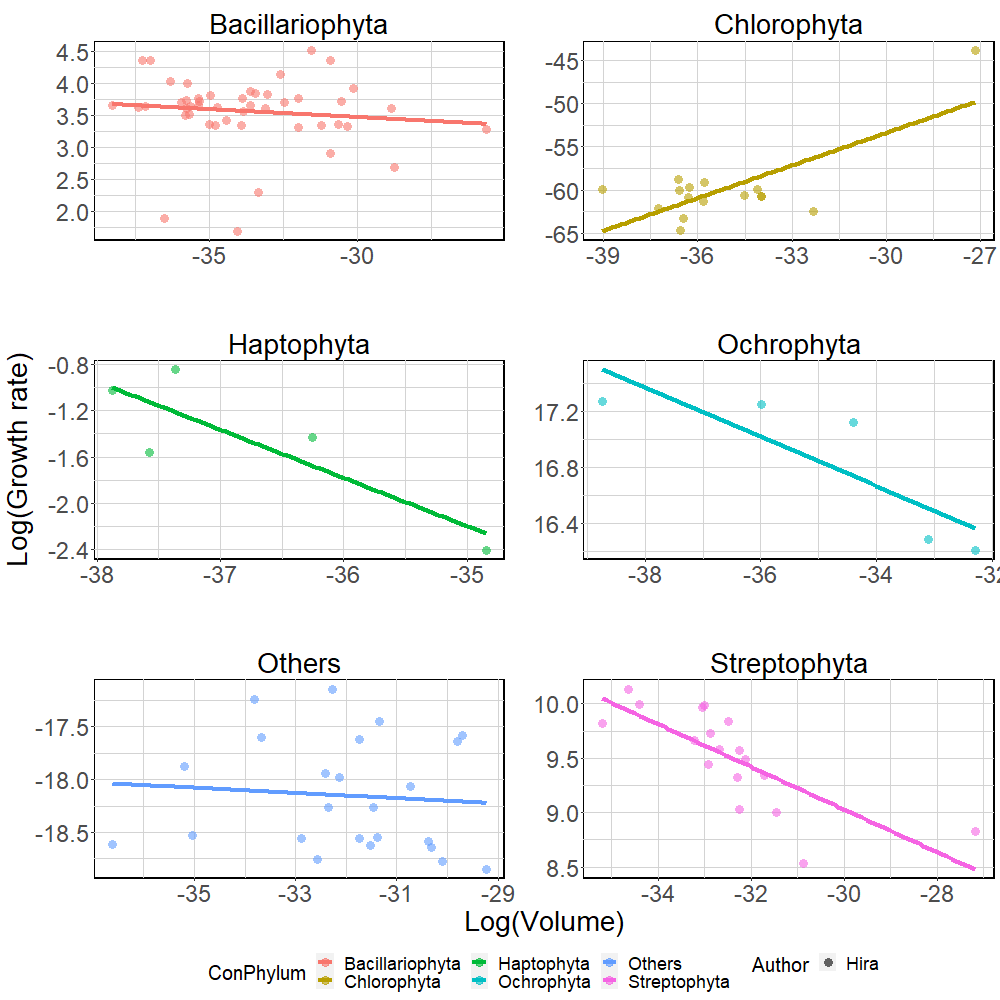 Bacillariophyta
Chlorophyta
4.5
4.0
3.5
3.0
2.5
2.0
-35
-30
-45
-50
-55
-60
-65
-39
-36
-33
-30
-27
Haptophyta
Ochrophyta
Log(Growth rate)
-0.8
-1.2
-1.6
-2.0
-2.4
-38
-37
-36
-35
17.2
16.8
16.4
-38
-36
-34
-32
Others
Streptophyta
-17.5
-18.0
-18.5
-35
-33
-31
-29
10.0
9.5
9.0
8.5
-34
-32
-30
-28
Log(Volume)
ConPhylum
Bacillariophyta
Haptophyta
Others
Chlorophyta
Ochrophyta
Streptophyta
Author
Hira